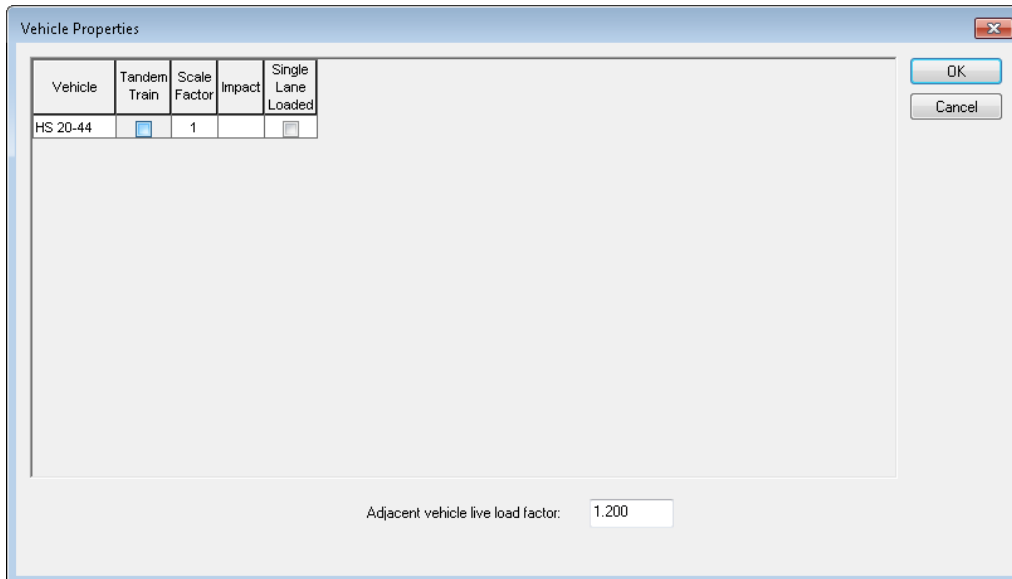 Vehicle Properties
Vehicle
Tandem
Train
Scale
Factor
Impact
Single
Lane
Loaded
HS 20-44
1
OK
Cancel
Adjacent vehicle live load factor:
1.200